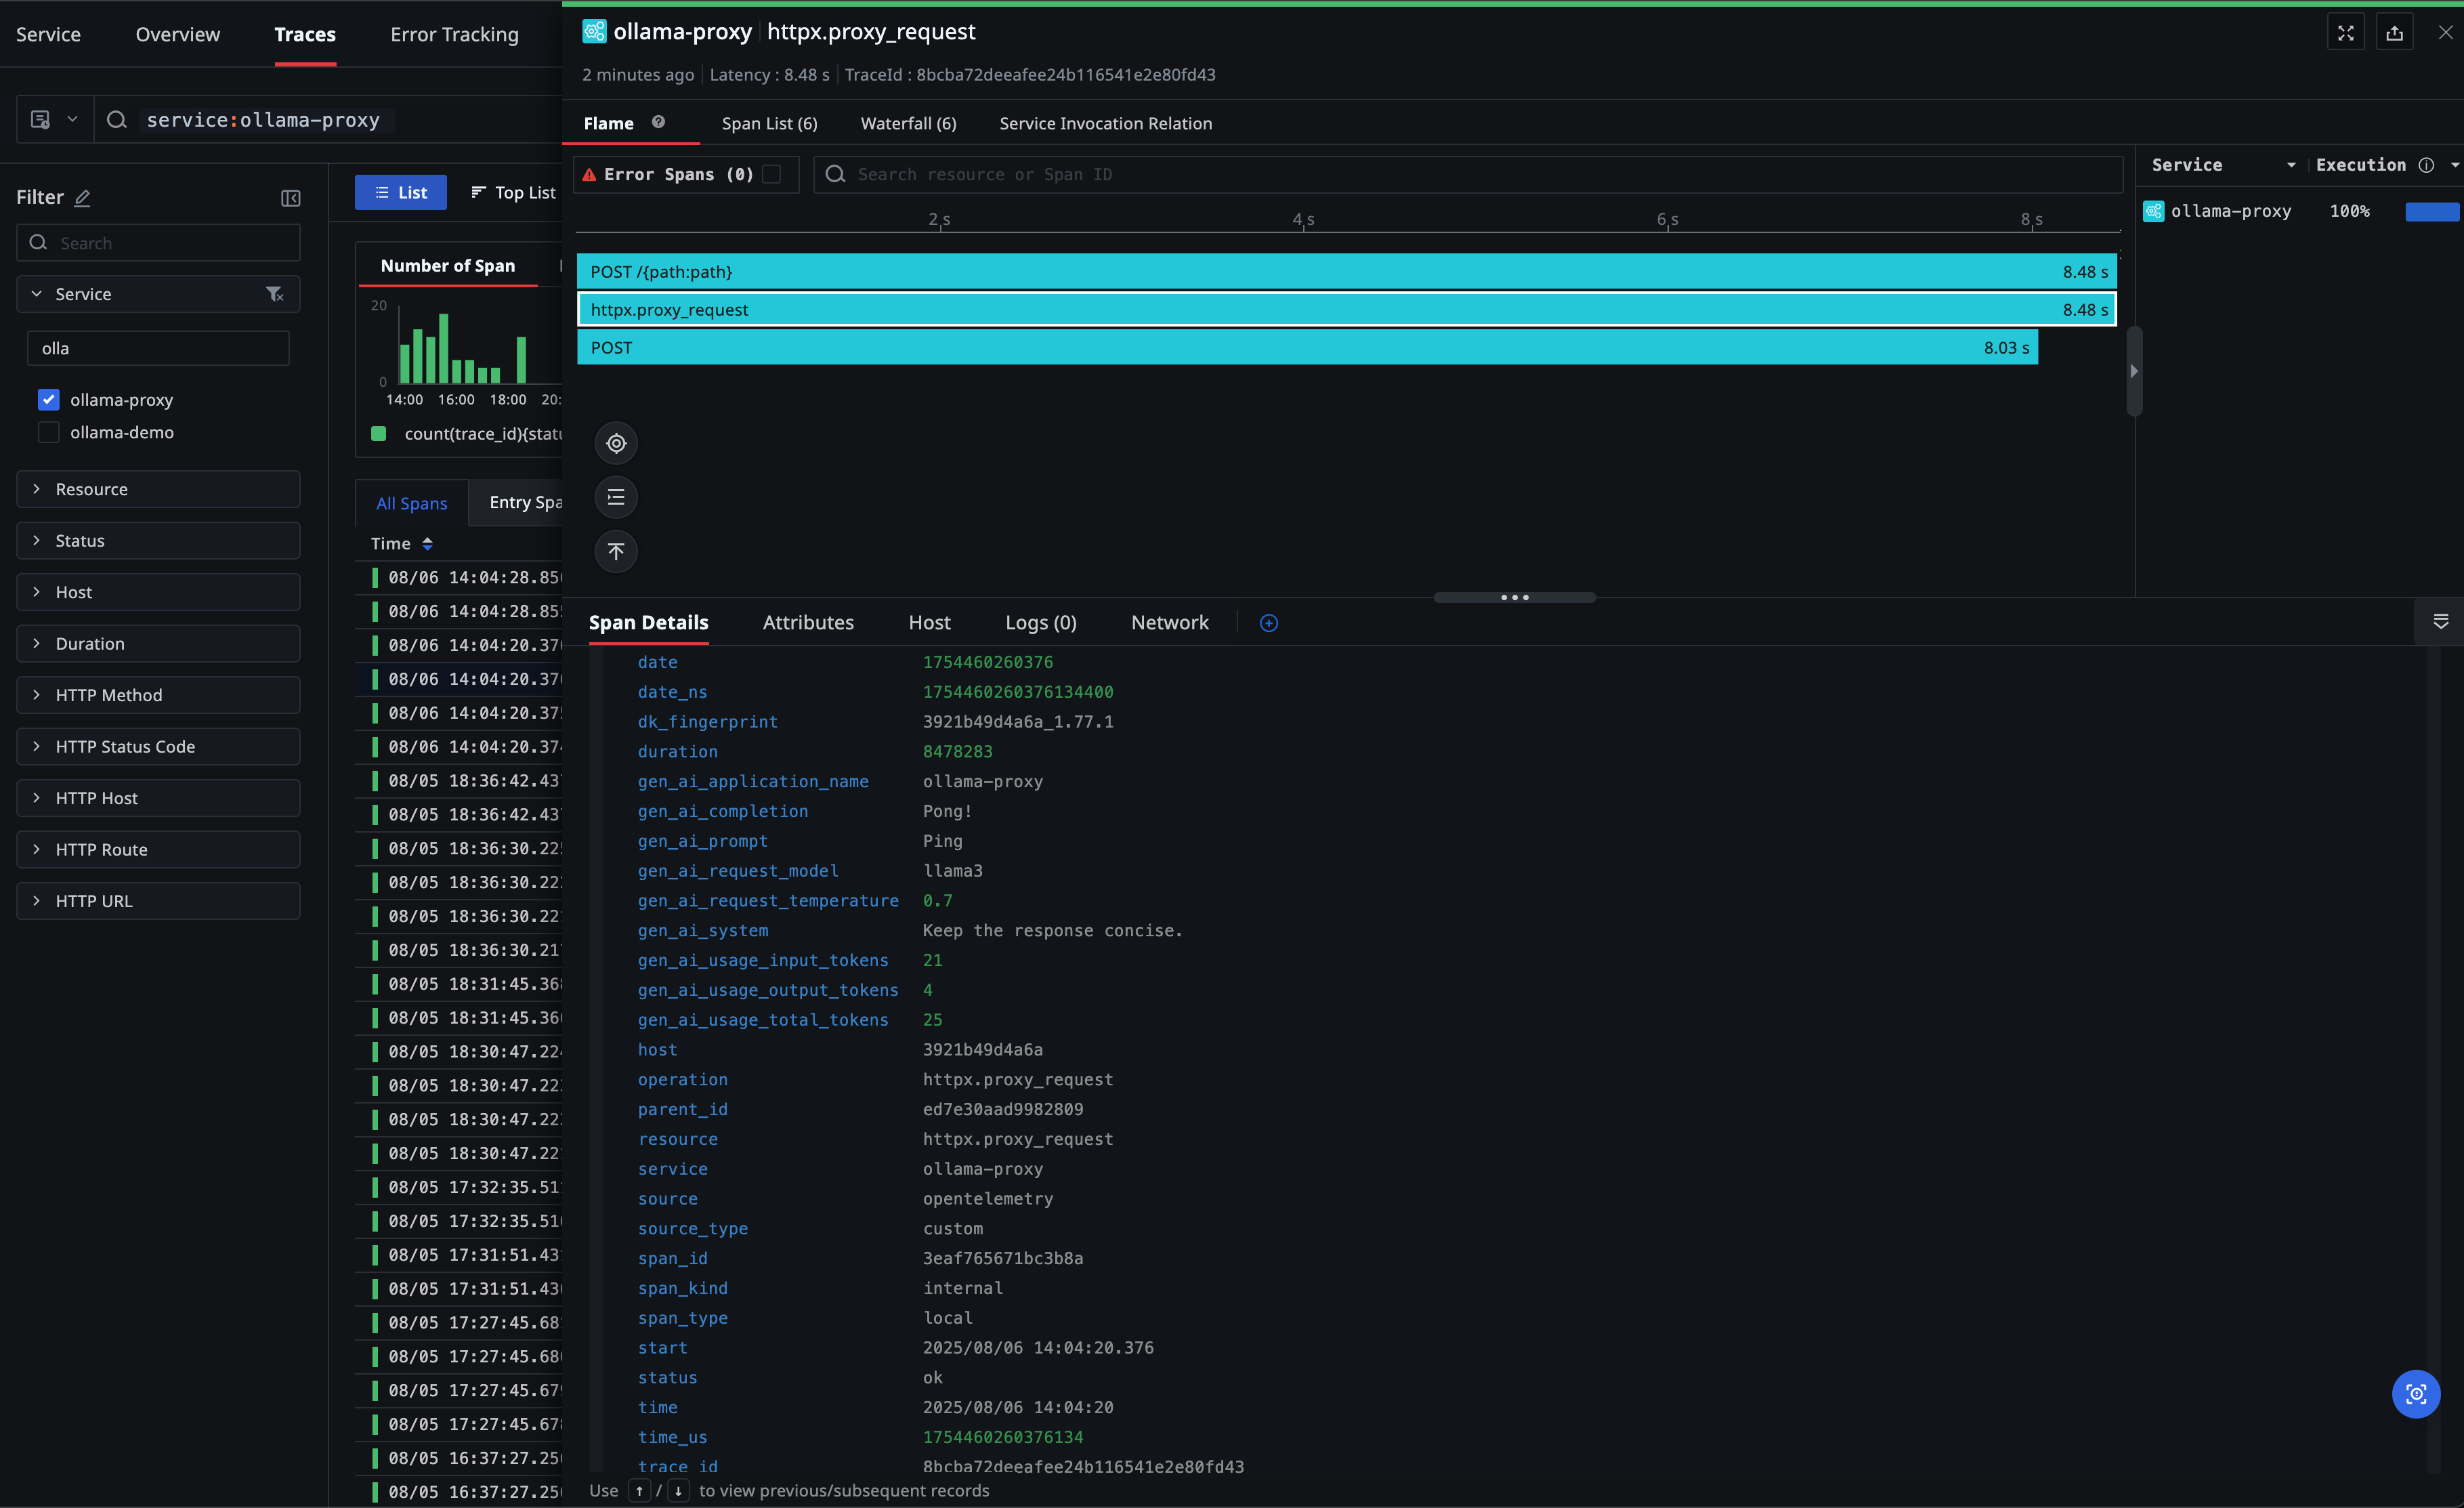 Service Overview Traces Error Tracking
service:ollama-proxy
Filter
Search
Service
olla
ollama-proxy
ollama-demo
Resource
Status
Host
Duration
HTTP Method
HTTP Status Code
HTTP Host
HTTP Route
HTTP URL
List Top List
Number of Span
20
0
14:00 16:00 18:00 20:
count(trace_id){statu
All Spans Entry Spa
Time
08/06 14:04:28.85
08/06 14:04:28.85
08/06 14:04:20.37
08/06 14:04:20.37
08/06 14:04:20.37
08/06 14:04:20.37
08/05 18:36:42.43
08/05 18:36:42.43
08/05 18:36:30.22
08/05 18:36:30.22
08/05 18:36:30.22
08/05 18:36:30.21
08/05 18:31:45.36
08/05 18:31:45.36
08/05 18:30:47.22
08/05 18:30:47.22
08/05 18:30:47.22
08/05 18:30:47.22
08/05 17:32:35.51
08/05 17:32:35.51
08/05 17:31:51.43
08/05 17:31:51.43
08/05 17:27:45.68
08/05 17:27:45.68
08/05 17:27:45.67
08/05 17:27:45.67
08/05 16:37:27.25
08/05 16:37:27.25
ollama-proxy httpx.proxy_request
2 minutes ago Latency : 8.48 s TraceId : 8bcba72deeafee24b116541e2e80fd43
Flame Span List (6) Waterfall (6) Service Invocation Relation
Error Spans (0) Search resource or Span ID
2 s 4 s 6 s 8 s
POST /{path:path} 8.48 s
httpx.proxy_request 8.48 s
POST 8.03 s
Service Execution
ollama-proxy 100%
Span Details Attributes Host Logs (0) Network
date 1754460260376
date_ns 1754460260376134400
dk_fingerprint 3921b49d4a6a_1.77.1
duration 8478283
gen_ai_application_name ollama-proxy
gen_ai_completion Pong!
gen_ai_prompt Ping
gen_ai_request_model llama3
gen_ai_request_temperature 0.7
gen_ai_system Keep the response concise.
gen_ai_usage_input_tokens 21
gen_ai_usage_output_tokens 4
gen_ai_usage_total_tokens 25
host 3921b49d4a6a
operation httpx.proxy_request
parent_id ed7e30aad9982809
resource httpx.proxy_request
service ollama-proxy
source opentelemetry
source_type custom
span_id 3eaf765671bc3b8a
span_kind internal
span_type local
start 2025/08/06 14:04:20.376
status ok
time 2025/08/06 14:04:20
time_us 1754460260376134
trace_id 8bcba72deeafee24b116541e2e80fd43
Use ↑ / ↓ to view previous/subsequent records